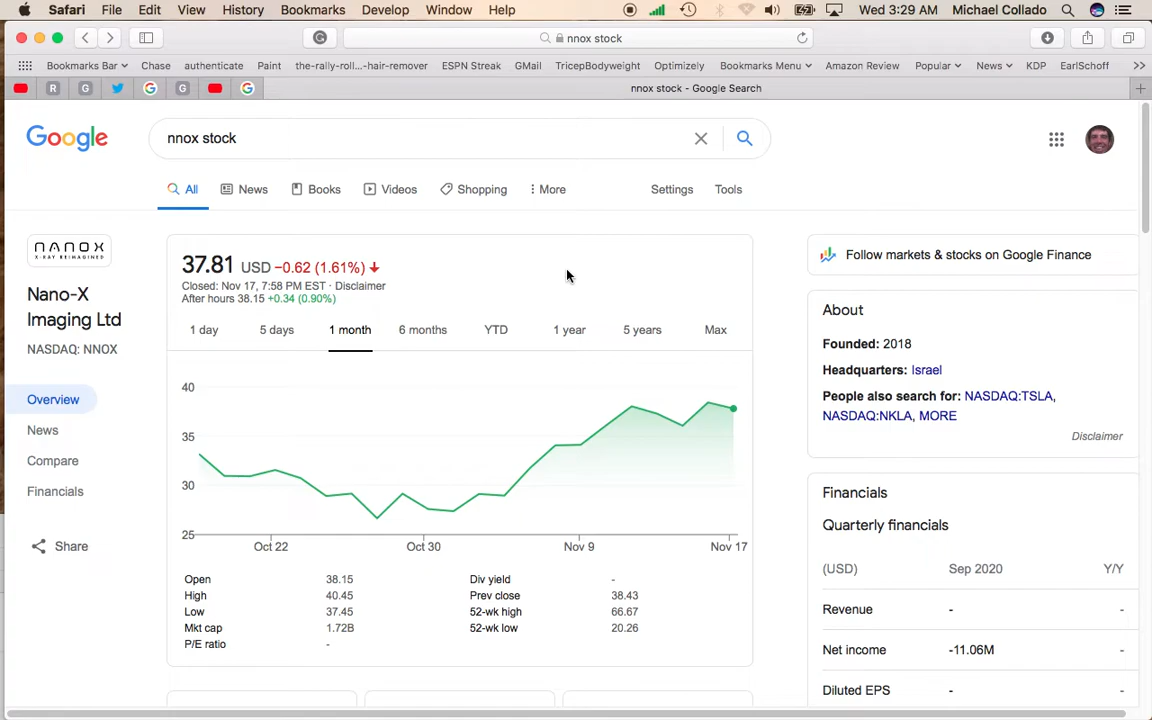 Safari File Edit View History Bookmarks Develop Window Help Wed 3:29 AM Michael Collado
nnox stock
Bookmarks Bar Chase authenticate Paint the-rally-roll...-hair-remover ESPN Streak GMail TricepBodyweight Optimizely Bookmarks Menu Amazon Review Popular News KDP EarlSchoff
R G G G G nnox stock - Google Search
Google nnox stock
All News Books Videos Shopping More Settings Tools
NANOX
X-RAY REIMAGINED
Nano-X
Imaging Ltd
NASDAQ: NNOX
Overview
News
Compare
Financials
Share
37.81 USD −0.62 (1.61%)
Closed: Nov 17, 7:58 PM EST · Disclaimer
After hours 38.15 +0.34 (0.90%)
1 day 5 days 1 month 6 months YTD 1 year 5 years Max
40
35
30
25
Oct 22 Oct 30 Nov 9 Nov 17
Open 38.15 Div yield -
High 40.45 Prev close 38.43
Low 37.45 52-wk high 66.67
Mkt cap 1.72B 52-wk low 20.26
P/E ratio -
Follow markets & stocks on Google Finance
About
Founded: 2018
Headquarters: Israel
People also search for: NASDAQ:TSLA,
NASDAQ:NKLA, MORE
Disclaimer
Financials
Quarterly financials
(USD) Sep 2020 Y/Y
Revenue - -
Net income -11.06M -
Diluted EPS - -